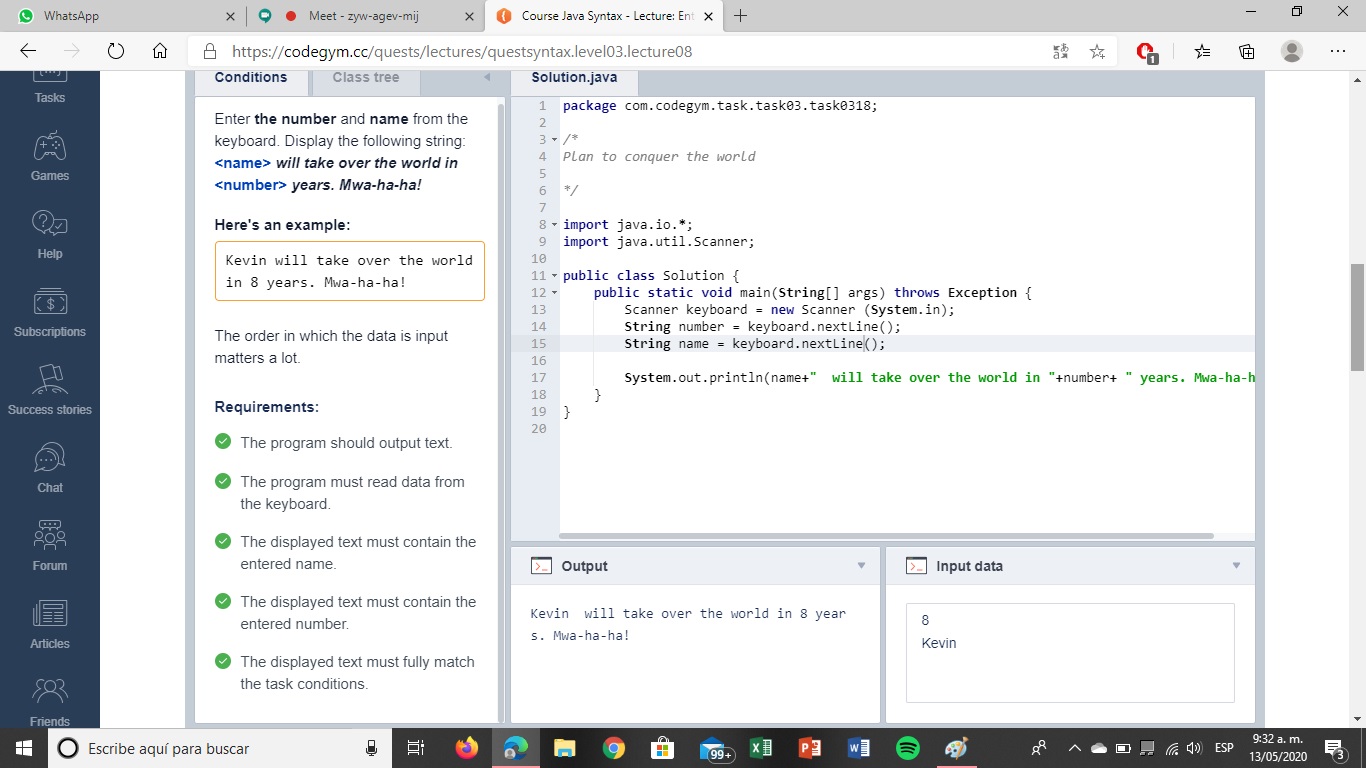 WhatsApp
Meet - zyw-agev-mij
Course Java Syntax - Lecture: Ent
https://codegym.cc/quests/lectures/questsyntax.level03.lecture08
1
Tasks
Games
Help
Subscriptions
Success stories
Chat
Forum
Articles
Friends
Conditions
Class tree
Enter the number and name from the
keyboard. Display the following string:
<name> will take over the world in
<number> years. Mwa-ha-ha!
Here's an example:
Kevin will take over the world
in 8 years. Mwa-ha-ha!
The order in which the data is input
matters a lot.
Requirements:
The program should output text.
The program must read data from
the keyboard.
The displayed text must contain the
entered name.
The displayed text must contain the
entered number.
The displayed text must fully match
the task conditions.
Solution.java
1 package com.codegym.task.task03.task0318;
2
3 /*
4 Plan to conquer the world
5
6 */
7
8 import java.io.*;
9 import java.util.Scanner;
10
11 public class Solution {
12 public static void main(String[] args) throws Exception {
13 Scanner keyboard = new Scanner (System.in);
14 String number = keyboard.nextLine();
15 String name = keyboard.nextLine();
16
17 System.out.println(name+"  will take over the world in "+number+ " years. Mwa-ha-h
18 }
19 }
20
Output
Kevin  will take over the world in 8 year
s. Mwa-ha-ha!
Input data
8
Kevin
Escribe aquí para buscar
99+
ESP
9:32 a. m.
13/05/2020
3